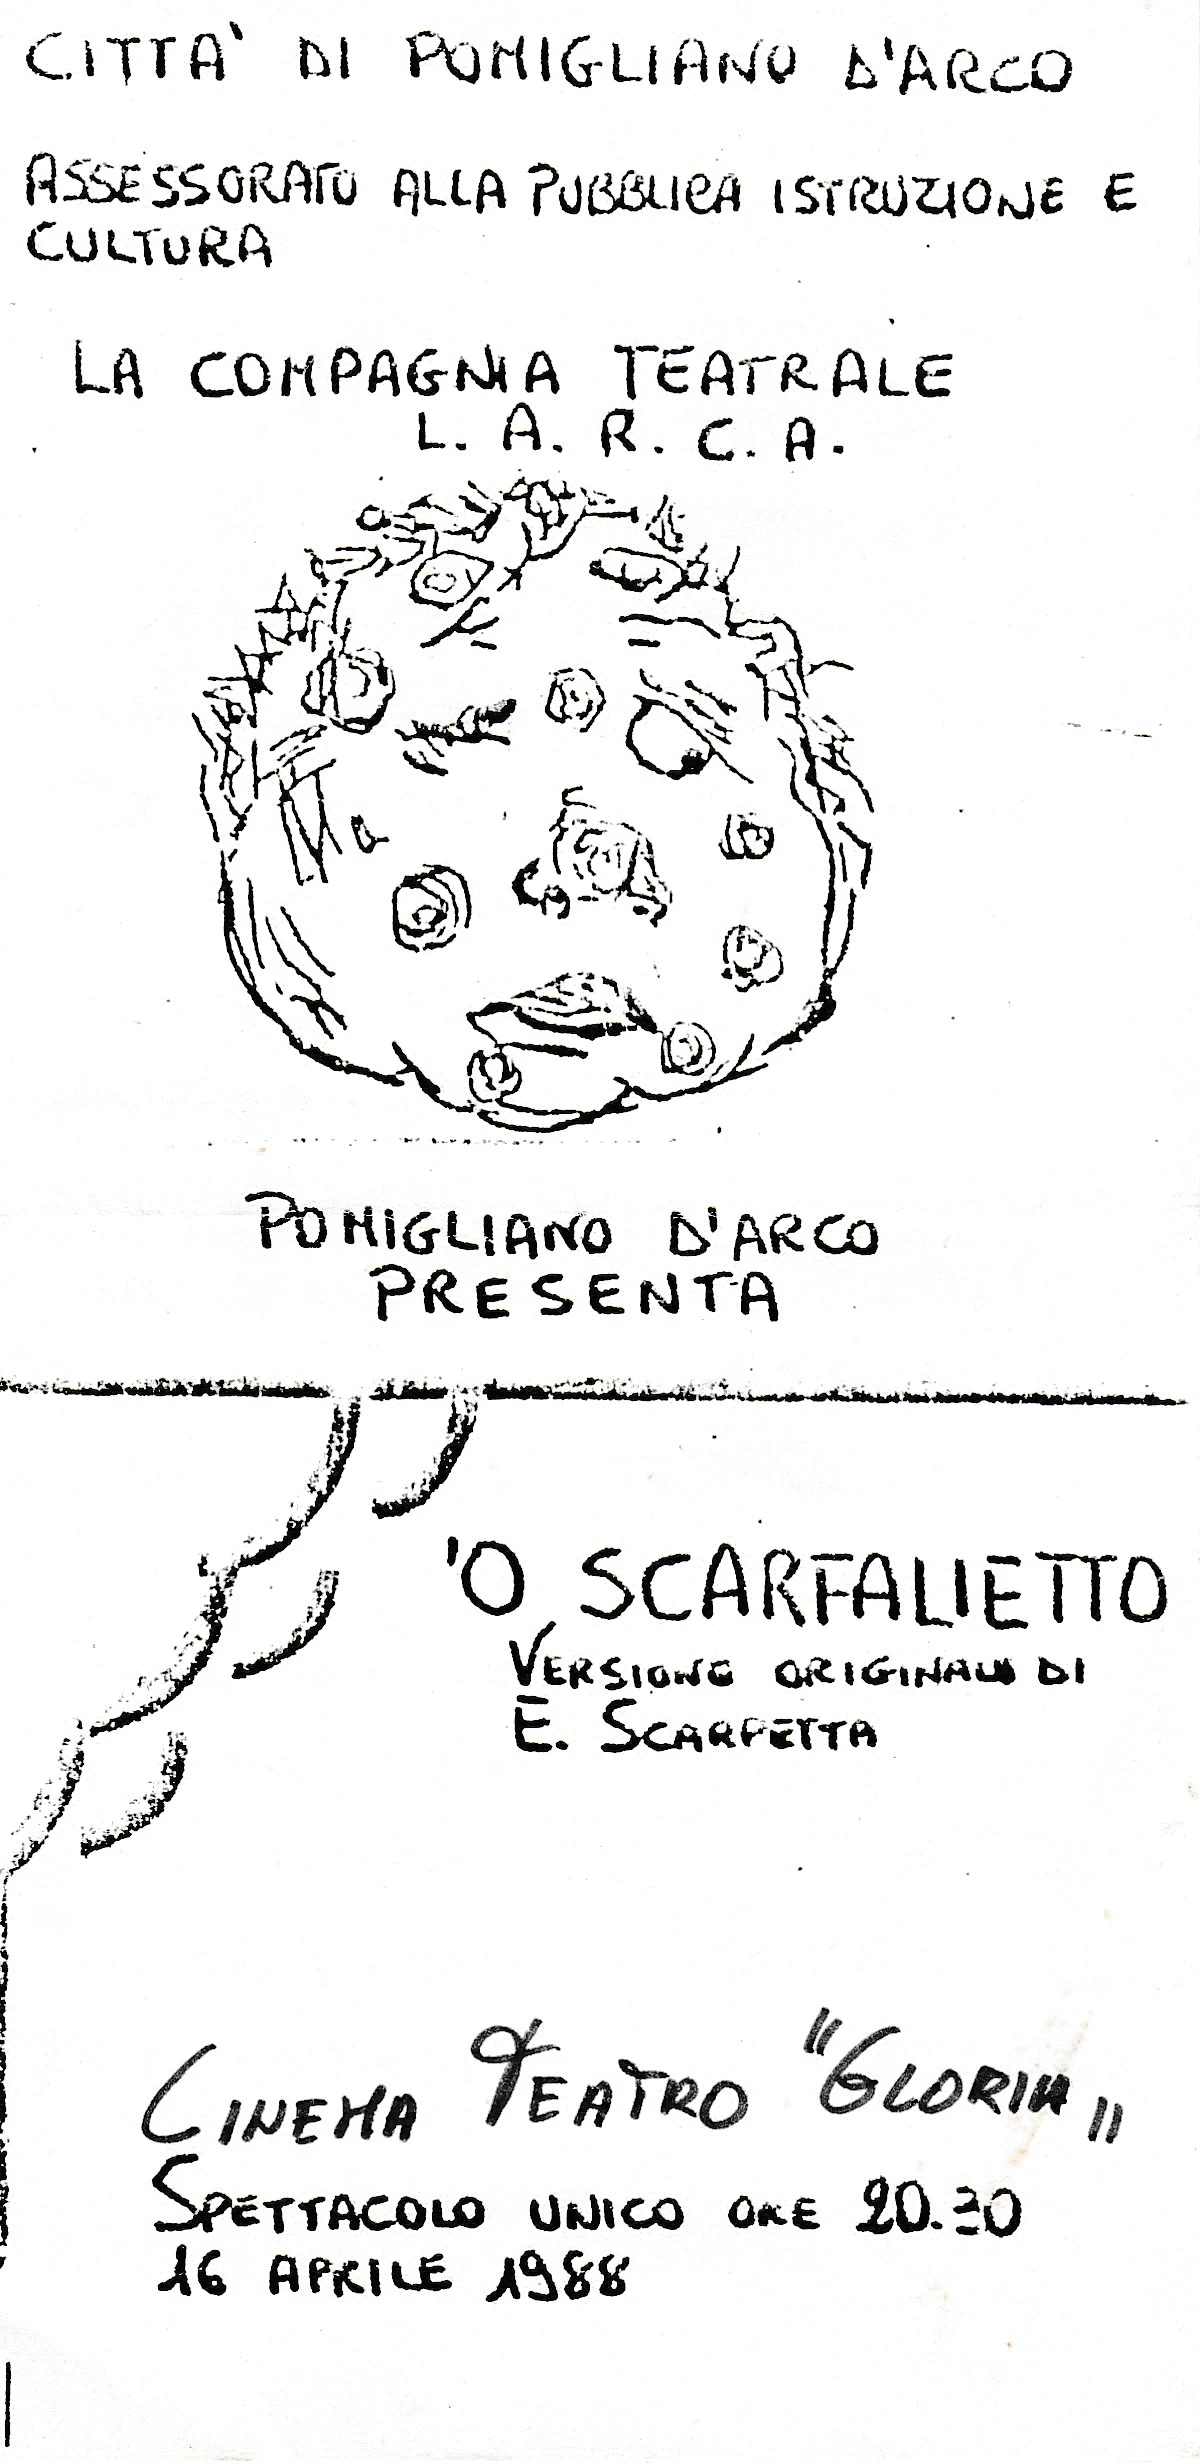 CITTA' DI POMIGLIANO D'ARCO
ASSESSORATO ALLA PUBBLICA ISTRUZIONE E
CULTURA
LA COMPAGNIA TEATRALE
L. A. R. C. A.
POMIGLIANO D'ARCO
PRESENTA
'O SCARFALIETTO
VERSIONE ORIGINALE DI
E. SCARPETTA
CINEMA TEATRO "GLORIA"
SPETTACOLO UNICO ORE 20.30
16 APRILE 1988